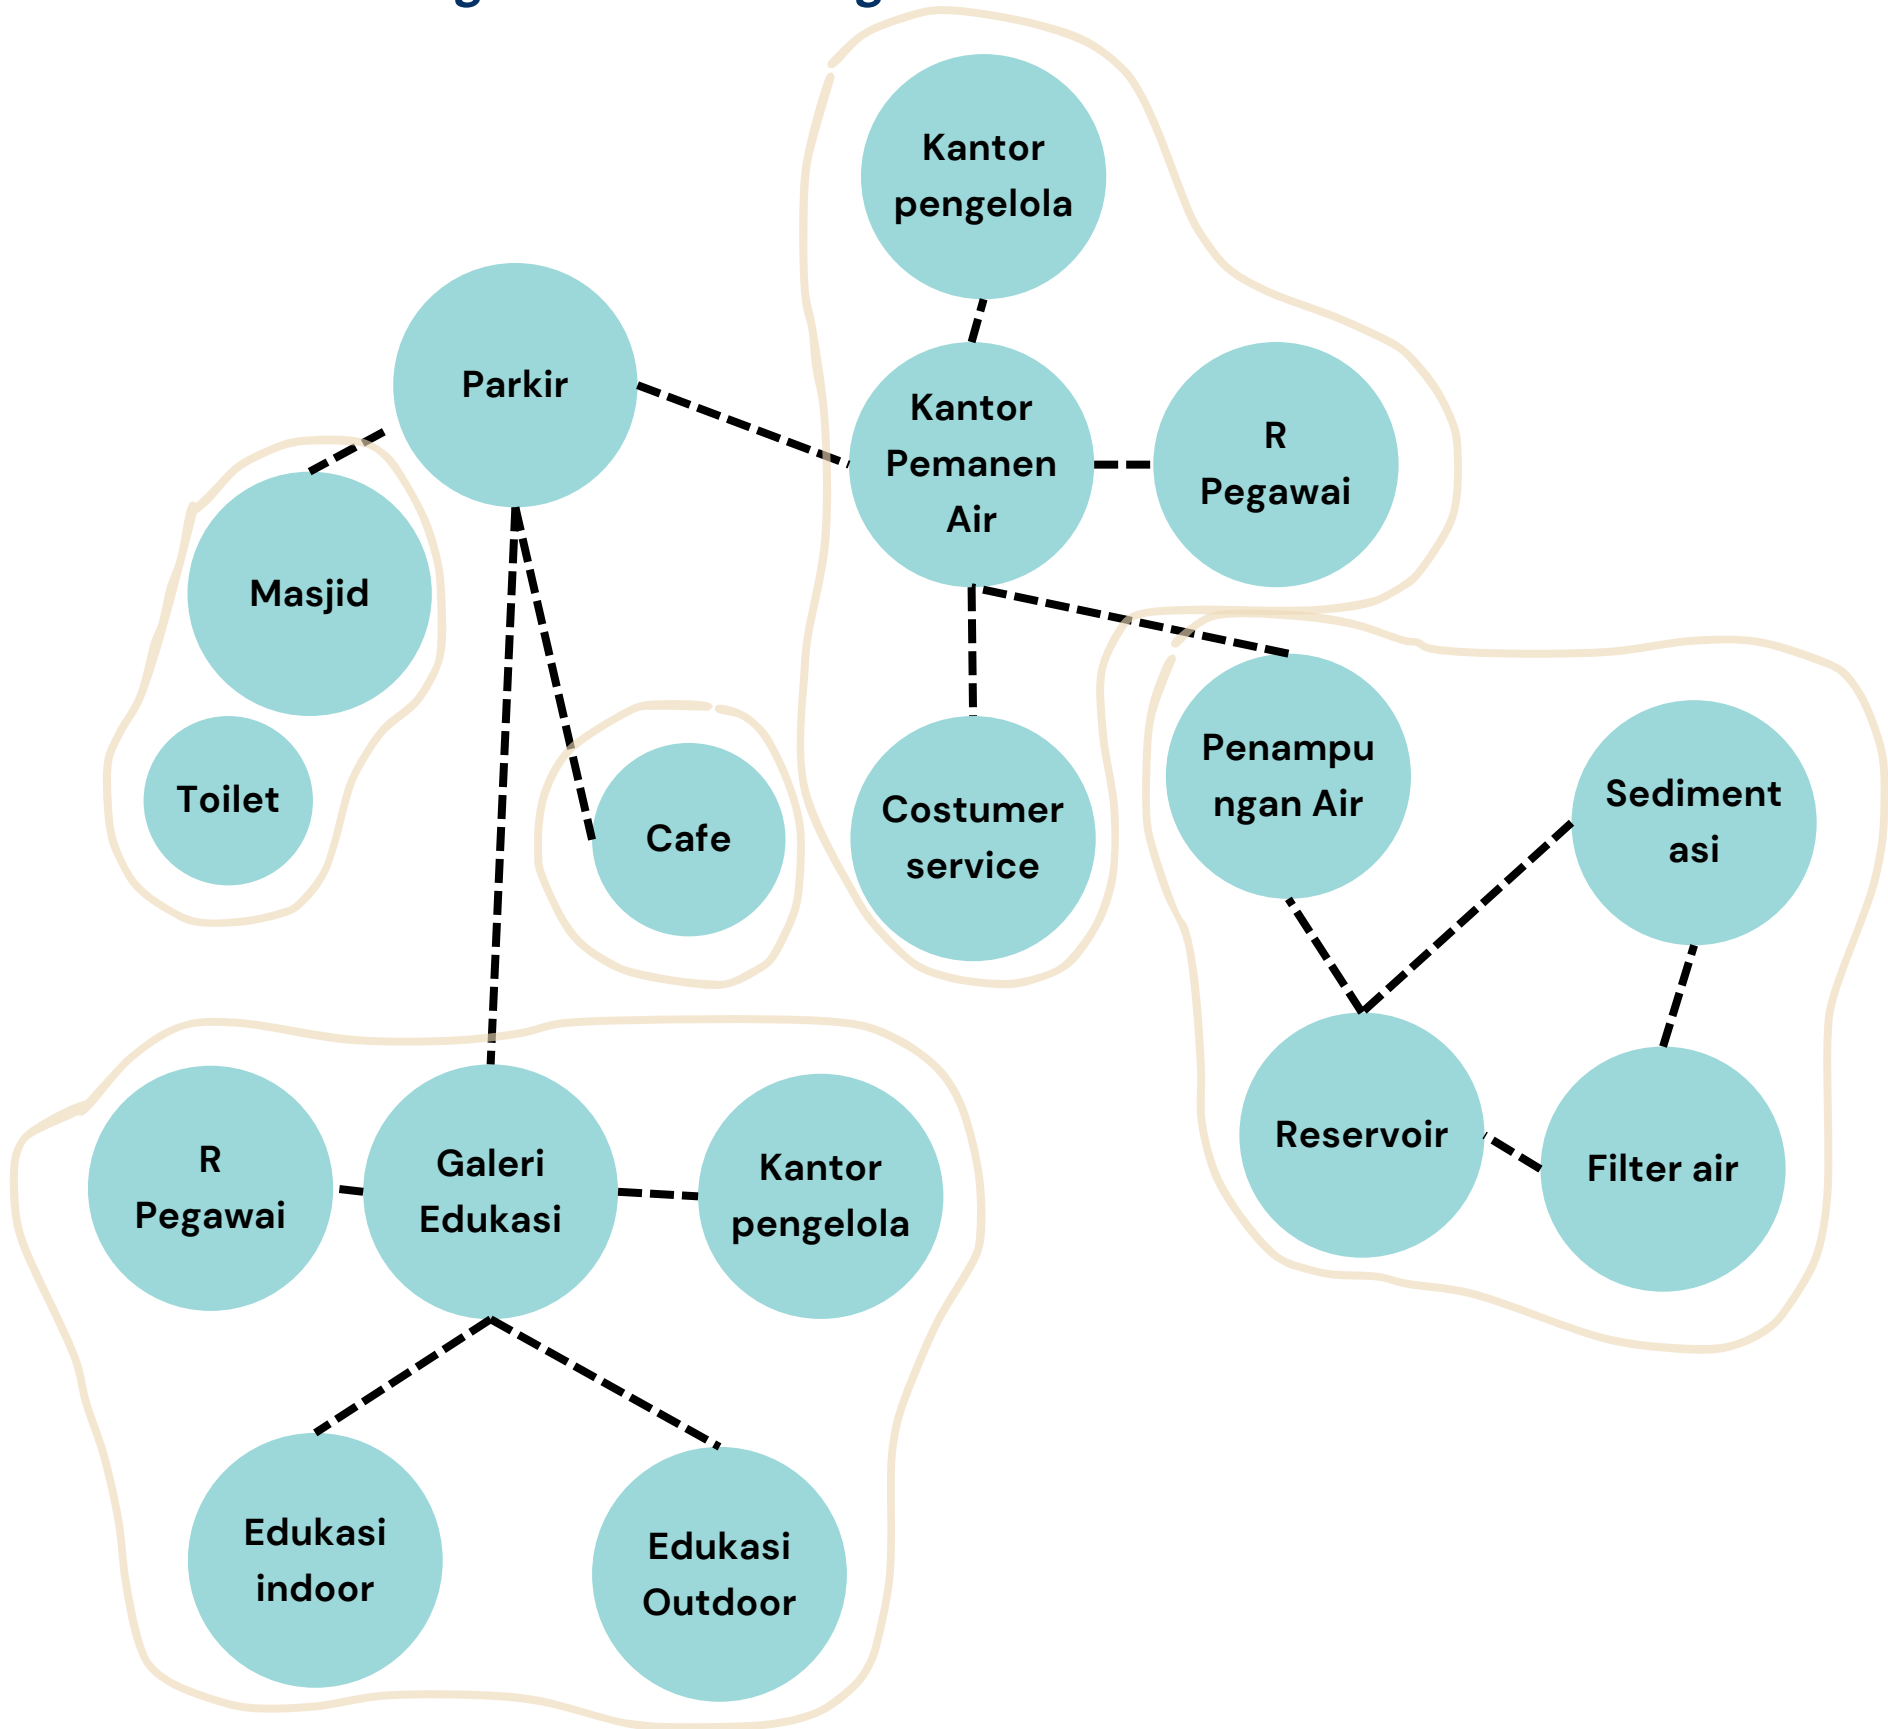 Kantor
pengelola
Parkir
Kantor
Pemanen
Air
R
Pegawai
Masjid
Toilet
Cafe
Costumer
service
Penampu
ngan Air
Sediment
asi
Reservoir
Filter air
R
Pegawai
Galeri
Edukasi
Kantor
pengelola
Edukasi
indoor
Edukasi
Outdoor